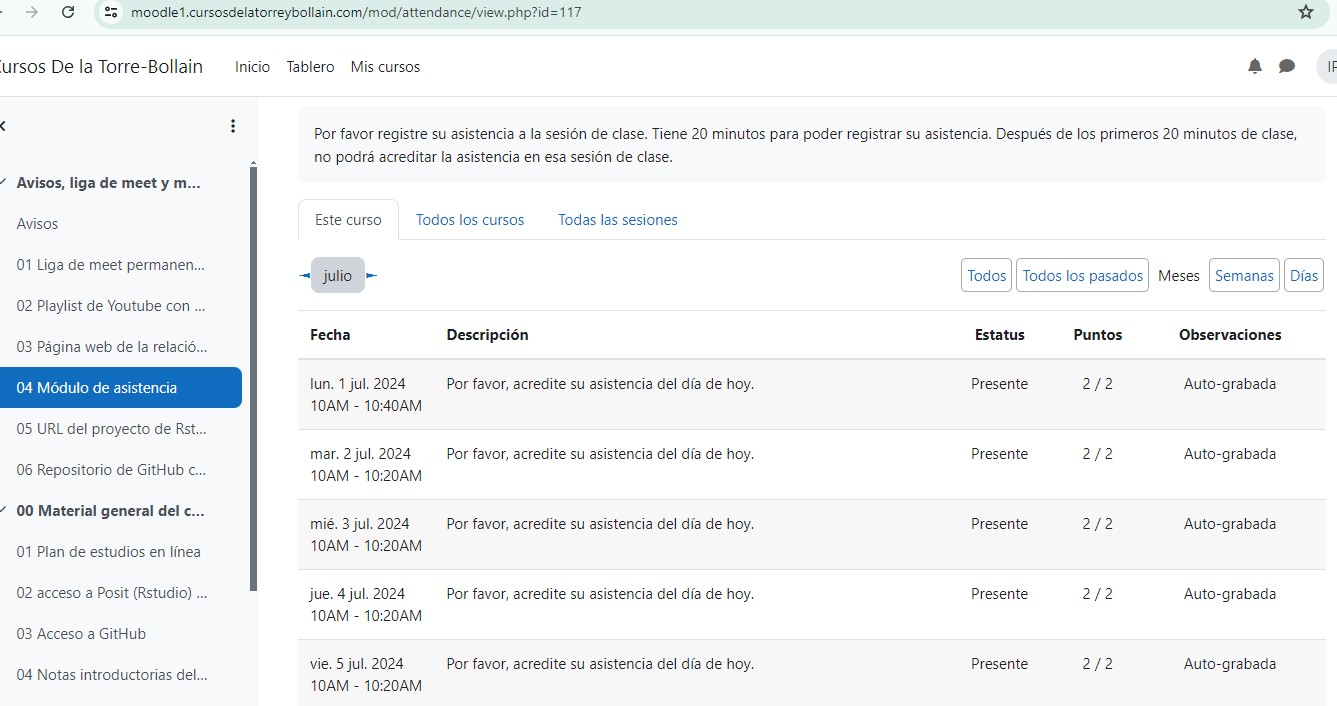 moodle1.cursosdelatorreybollain.com/mod/attendance/view.php?id=117
ursos De la Torre-Bollain Inicio Tablero Mis cursos
Avisos, liga de meet y m...
Avisos
01 Liga de meet permanen...
02 Playlist de Youtube con ...
03 Página web de la relació...
04 Módulo de asistencia
05 URL del proyecto de Rst...
06 Repositorio de GitHub c...
00 Material general del c...
01 Plan de estudios en línea
02 acceso a Posit (Rstudio) ...
03 Acceso a GitHub
04 Notas introductorias del...
Por favor registre su asistencia a la sesión de clase. Tiene 20 minutos para poder registrar su asistencia. Después de los primeros 20 minutos de clase,
no podrá acreditar la asistencia en esa sesión de clase.
Este curso Todos los cursos Todas las sesiones
julio Todos Todos los pasados Meses Semanas Días
Fecha Descripción Estatus Puntos Observaciones
lun. 1 jul. 2024 Por favor, acredite su asistencia del día de hoy. Presente 2 / 2 Auto-grabada
10AM - 10:40AM
mar. 2 jul. 2024 Por favor, acredite su asistencia del día de hoy. Presente 2 / 2 Auto-grabada
10AM - 10:20AM
mié. 3 jul. 2024 Por favor, acredite su asistencia del día de hoy. Presente 2 / 2 Auto-grabada
10AM - 10:20AM
jue. 4 jul. 2024 Por favor, acredite su asistencia del día de hoy. Presente 2 / 2 Auto-grabada
10AM - 10:20AM
vie. 5 jul. 2024 Por favor, acredite su asistencia del día de hoy. Presente 2 / 2 Auto-grabada
10AM - 10:20AM